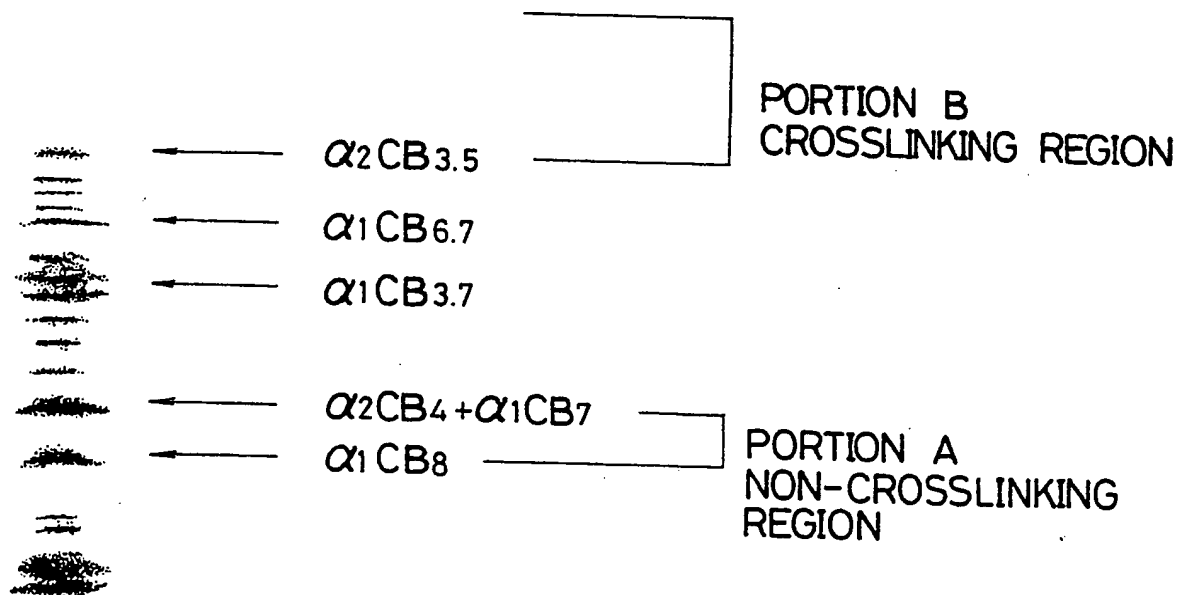 PORTION B
CROSSLINKING REGION
α2CB3.5
α1CB6.7
α1CB3.7
α2CB4+α1CB7
α1CB8
PORTION A
NON-CROSSLINKING
REGION